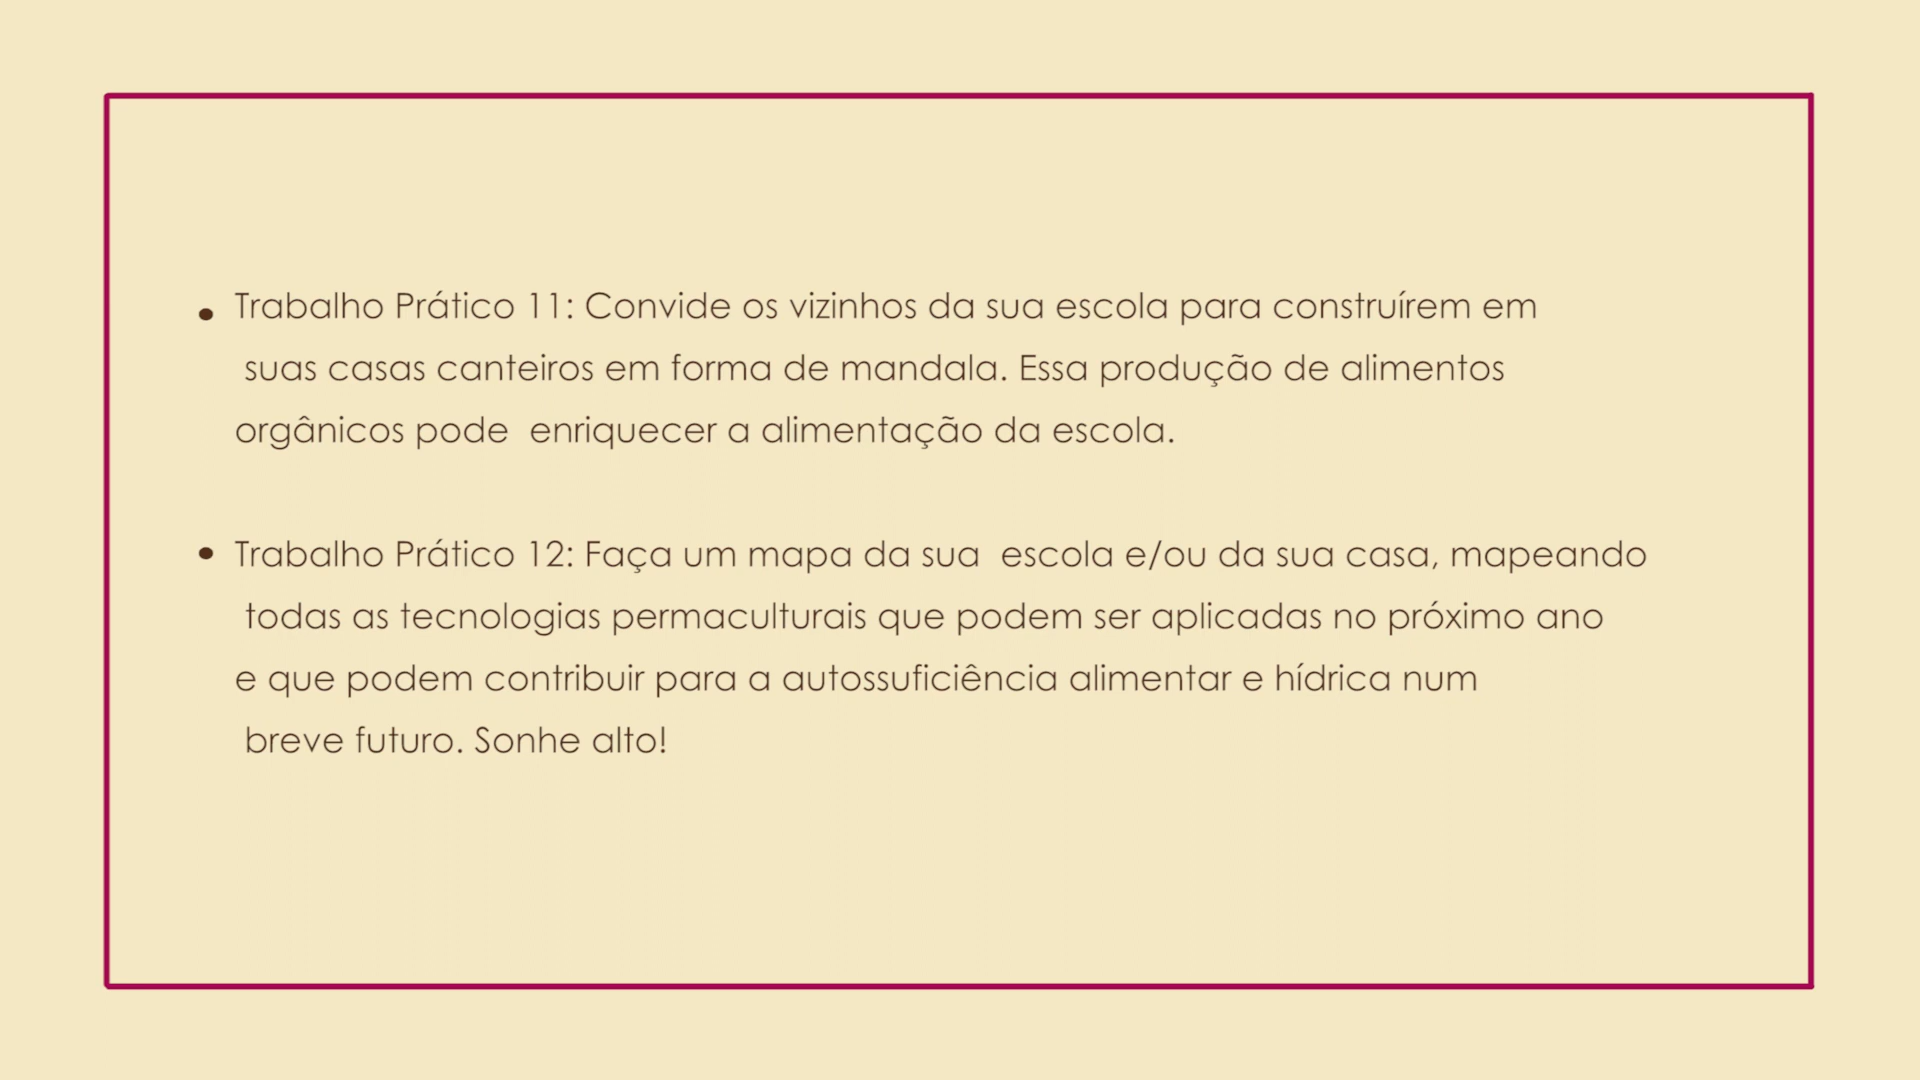 • Trabalho Prático 11: Convide os vizinhos da sua escola para construírem em
suas casas canteiros em forma de mandala. Essa produção de alimentos
orgânicos pode enriquecer a alimentação da escola.
• Trabalho Prático 12: Faça um mapa da sua escola e/ou da sua casa, mapeando
todas as tecnologias permaculturais que podem ser aplicadas no próximo ano
e que podem contribuir para a autossuficiência alimentar e hídrica num
breve futuro. Sonhe alto!